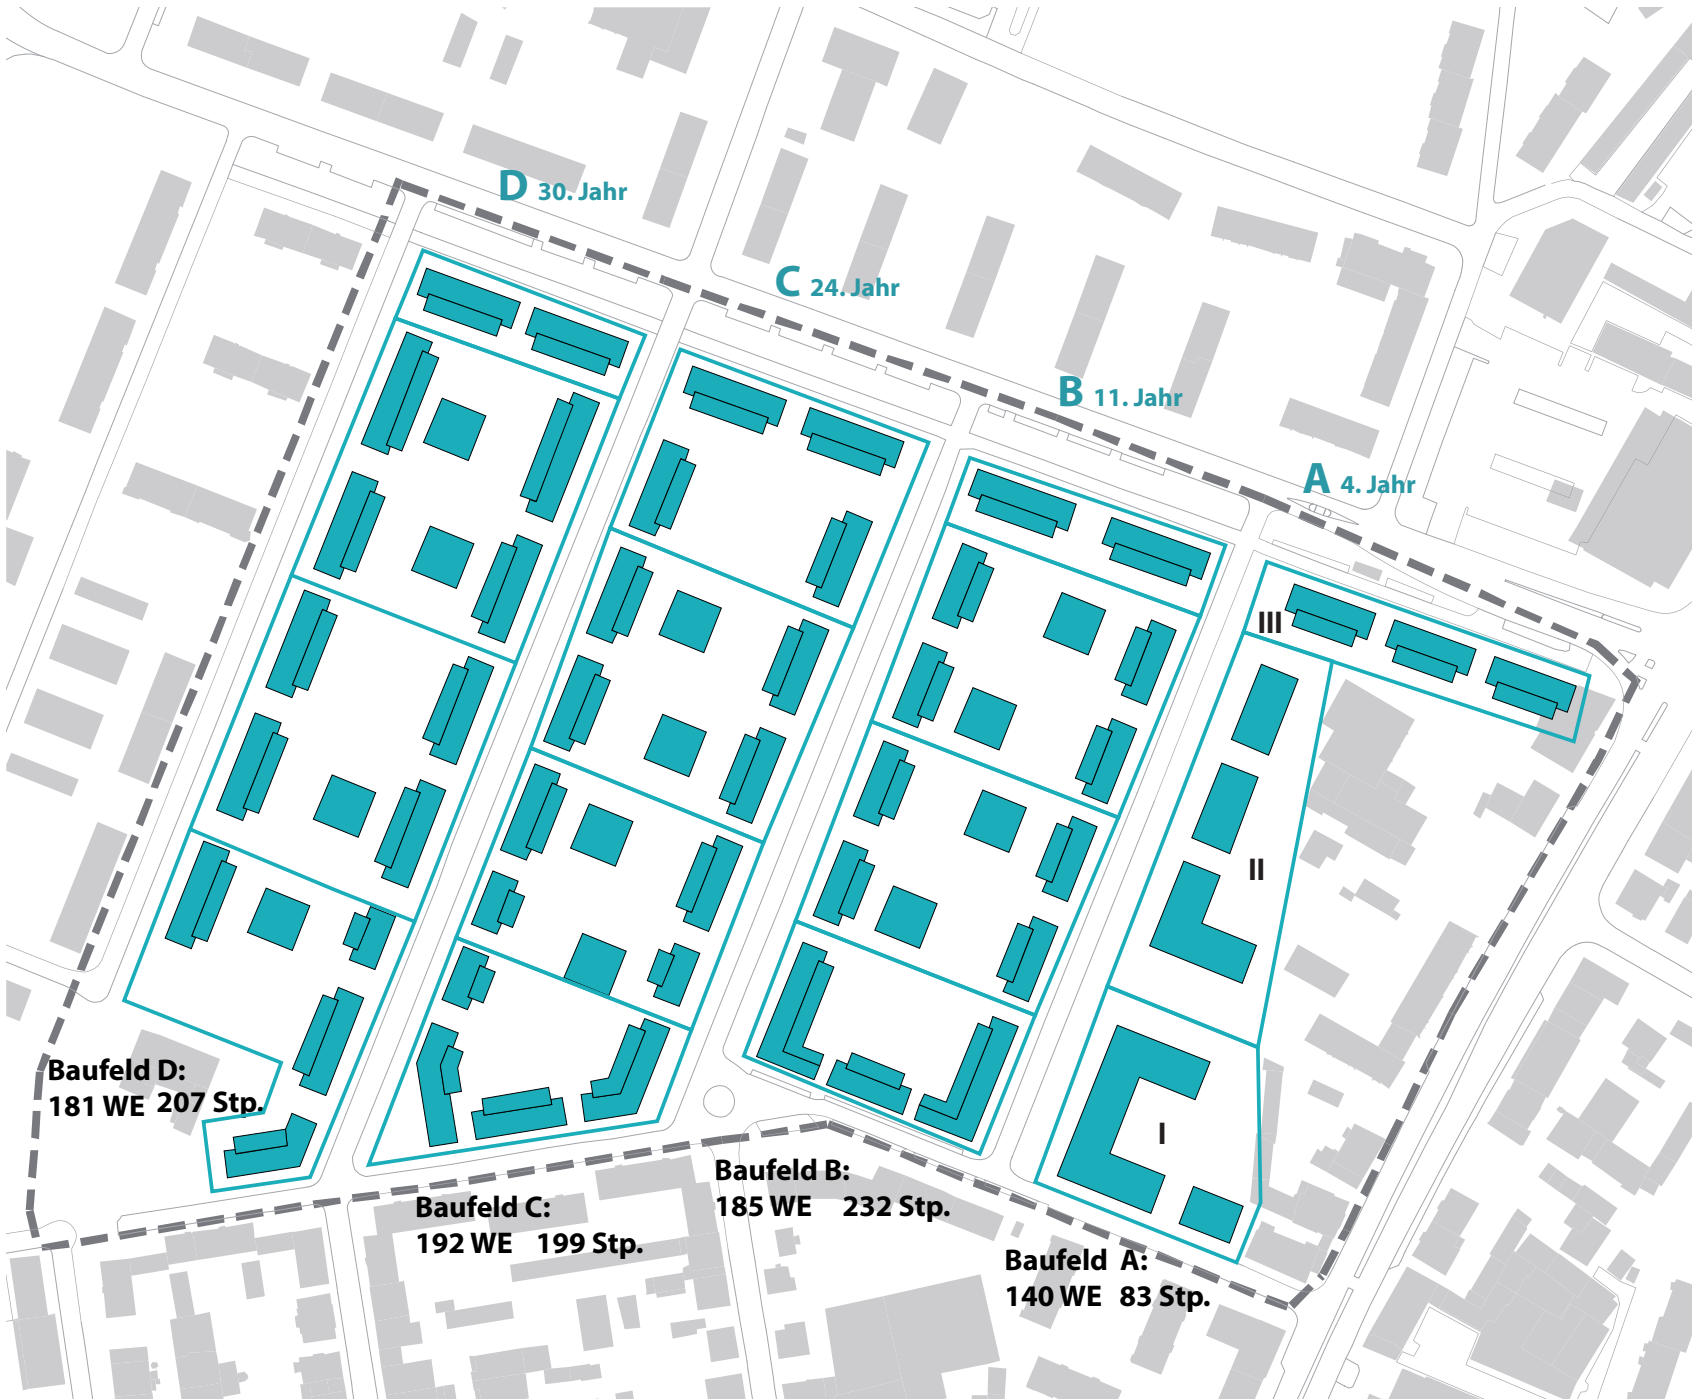 D 30. Jahr
C 24. Jahr
B 11. Jahr
A 4. Jahr
III
II
I
Baufeld D:
181 WE 207 Stp.
Baufeld C:
192 WE 199 Stp.
Baufeld B:
185 WE 232 Stp.
Baufeld A:
140 WE 83 Stp.